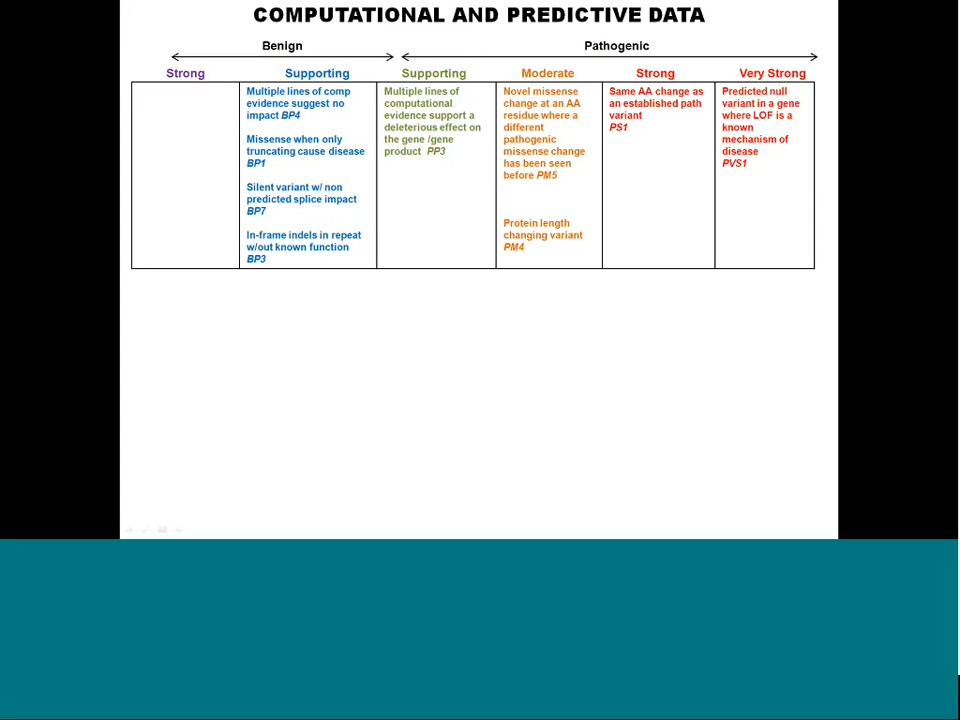 COMPUTATIONAL AND PREDICTIVE DATA
Benign
Pathogenic
Strong
Supporting
Supporting
Moderate
Strong
Very Strong
Multiple lines of comp
evidence suggest no
impact BP4
Missense when only
truncating cause disease
BP1
Silent variant w/ non
predicted splice impact
BP7
In-frame indels in repeat
w/out known function
BP3
Multiple lines of
computational
evidence support a
deleterious effect on
the gene /gene
product PP3
Novel missense
change at an AA
residue where a
different
pathogenic
missense change
has been seen
before PM5
Protein length
changing variant
PM4
Same AA change as
an established path
variant
PS1
Predicted null
variant in a gene
where LOF is a
known
mechanism of
disease
PVS1